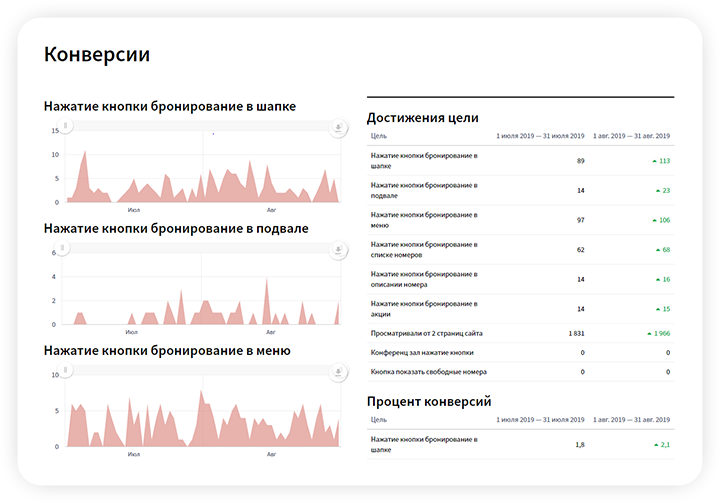 Конверсии
Нажатие кнопки бронирование в шапке
15
10
5
0
Июл Авг
Нажатие кнопки бронирование в подвале
6
4
2
0
Июл Авг
Нажатие кнопки бронирование в меню
10
5
0
Июл Авг
Достижения цели
Цель 1 июля 2019 — 31 июля 2019 1 авг. 2019 — 31 авг. 2019
Нажатие кнопки бронирование в
шапке 89 113
Нажатие кнопки бронирование в
подвале 14 23
Нажатие кнопки бронирование в
меню 97 106
Нажатие кнопки бронирование в
списке номеров 62 68
Нажатие кнопки бронирование в
описании номера 14 16
Нажатие кнопки бронирование в
акции 14 15
Просматривали от 2 страниц сайта 1 831 1 966
Конференц зал нажатие кнопки 0 0
Кнопка показать свободные номера 0 0
Процент конверсий
Цель 1 июля 2019 — 31 июля 2019 1 авг. 2019 — 31 авг. 2019
Нажатие кнопки бронирование в
шапке 1,8 2,1